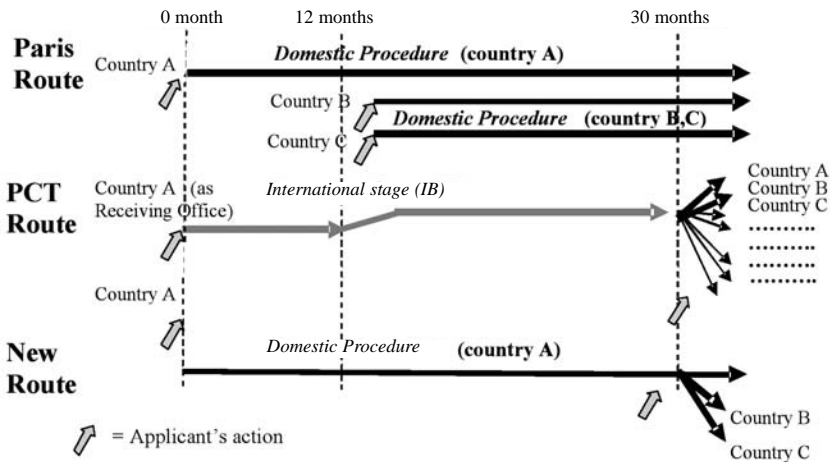 0 month 12 months 30 months
Paris Route
Country A
Domestic Procedure (country A)
Country B
Country C
Domestic Procedure (country B,C)
PCT Route
Country A (as
Receiving Office)
International stage (IB)
Country A
Country B
Country C
..........
..........
..........
..........
Country A
New Route
Domestic Procedure (country A)
Country B
Country C
= Applicant's action